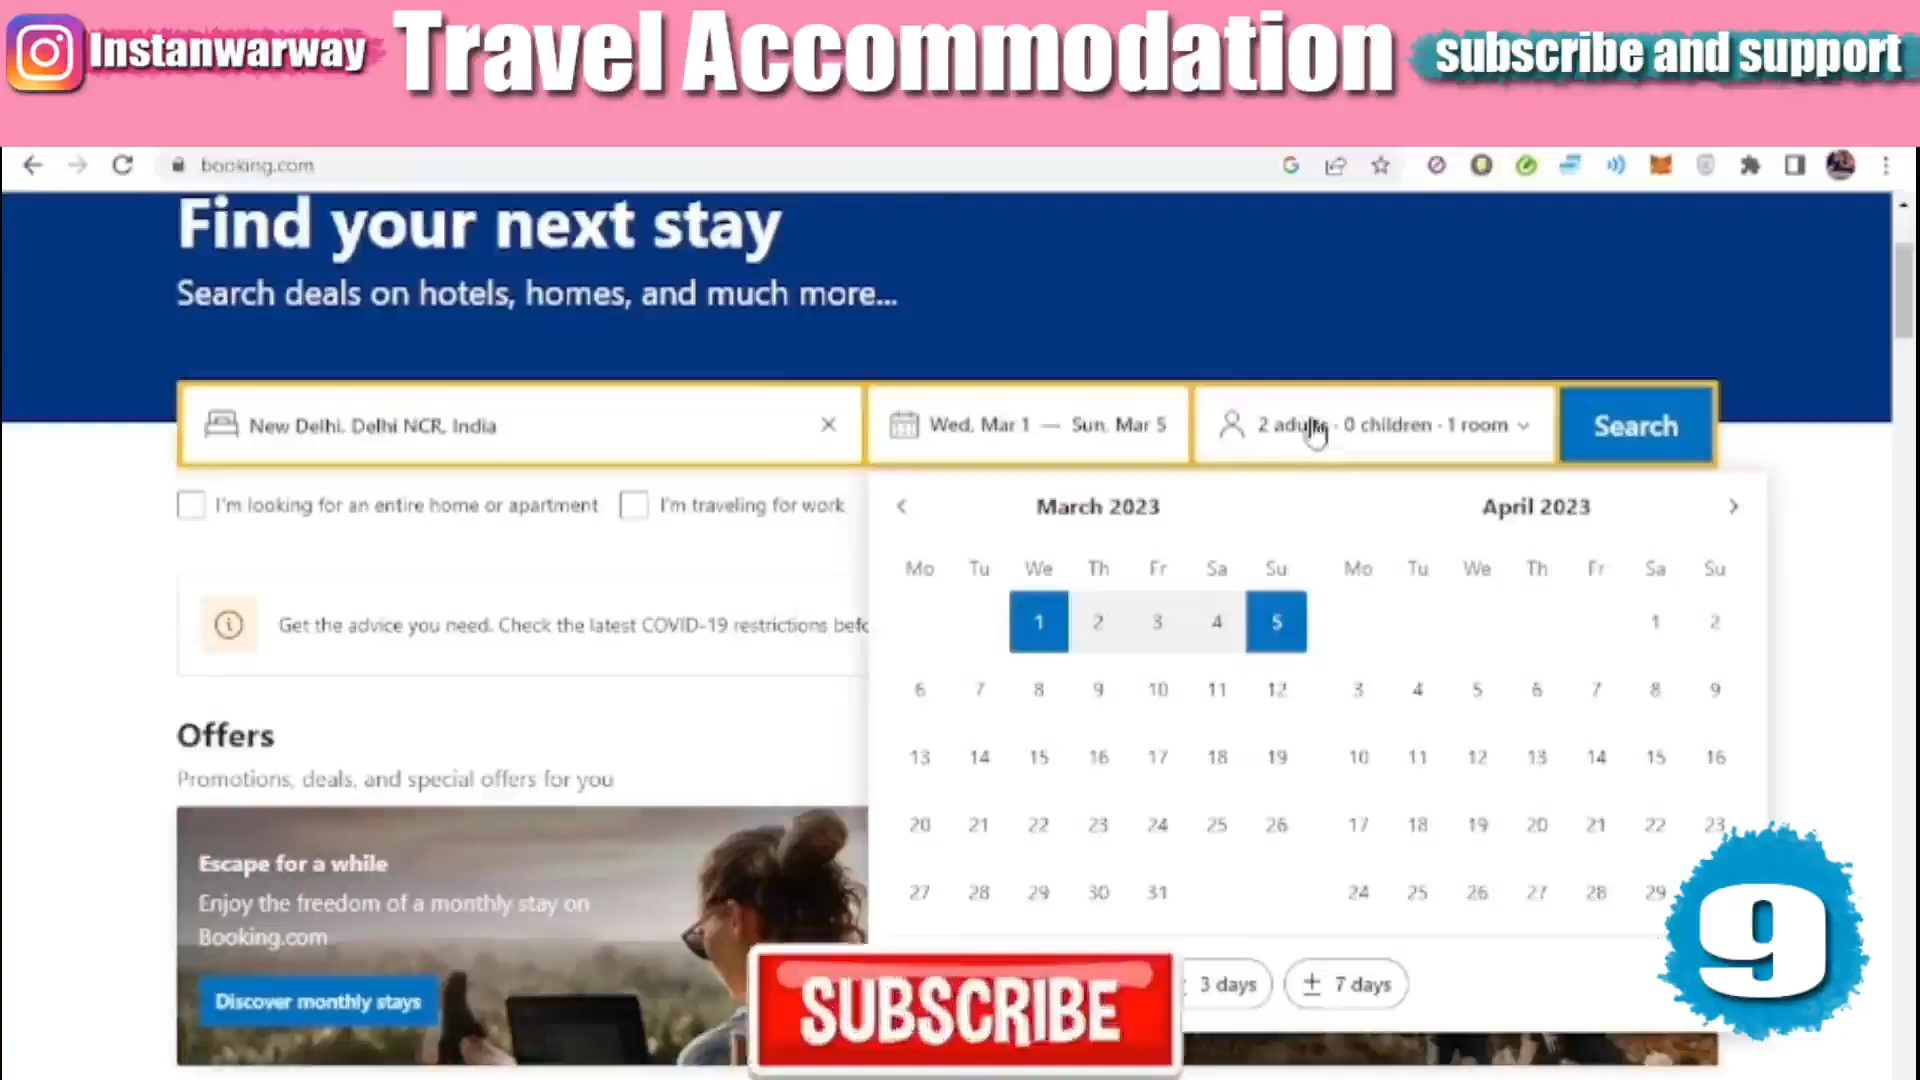 Instanwarway
Travel Accommodation
subscribe and support
booking.com
Find your next stay
Search deals on hotels, homes, and much more...
New Delhi, Delhi NCR, India
Wed, Mar 1 — Sun, Mar 5
2 adults · 0 children · 1 room
Search
I'm looking for an entire home or apartment
I'm traveling for work
March 2023
April 2023
Mo Tu We Th Fr Sa Su
Mo Tu We Th Fr Sa Su
1 2 3 4 5
1 2
6 7 8 9 10 11 12
3 4 5 6 7 8 9
13 14 15 16 17 18 19
10 11 12 13 14 15 16
20 21 22 23 24 25 26
17 18 19 20 21 22 23
27 28 29 30 31
24 25 26 27 28 29
Get the advice you need. Check the latest COVID-19 restrictions befo
Offers
Promotions, deals, and special offers for you
Escape for a while
Enjoy the freedom of a monthly stay on
Booking.com
Discover monthly stays
3 days
± 7 days
SUBSCRIBE
9